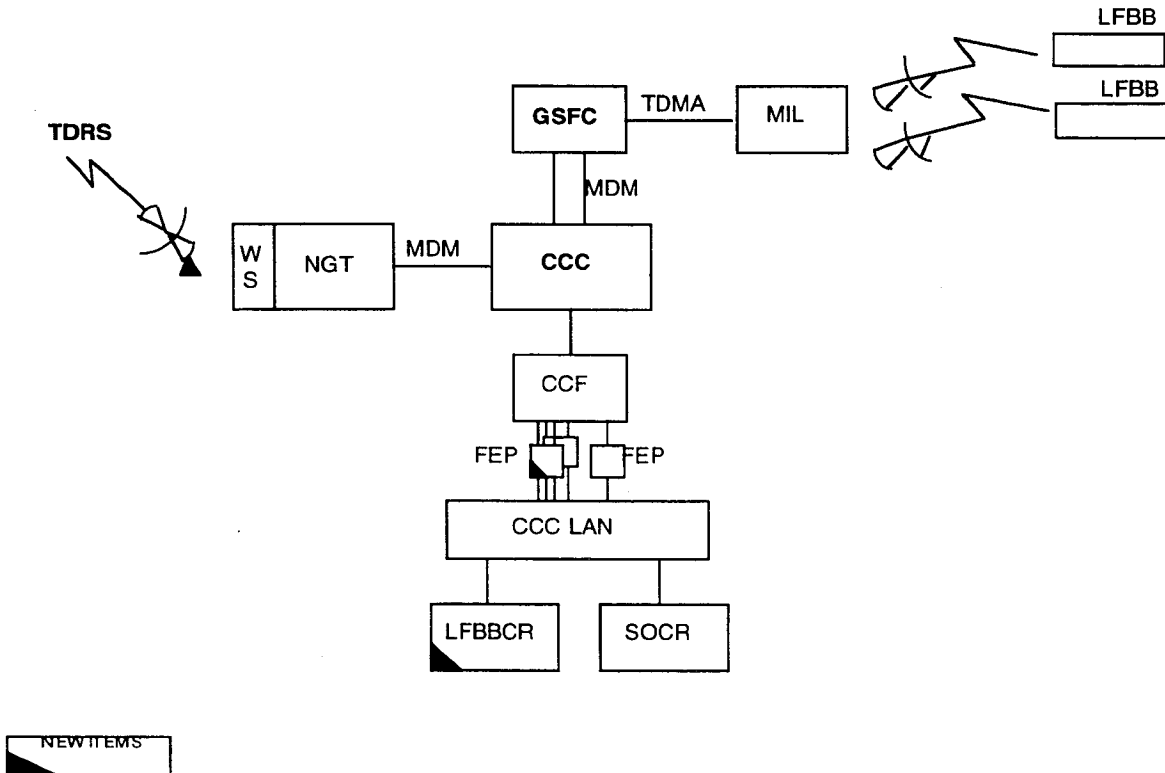 LFBB
LFBB
TDRS
GSFC
TDMA
MIL
MDM
W
S
NGT
MDM
CCC
CCF
FEP
FEP
CCC LAN
LFBBCR
SOCR
NEW ITEMS